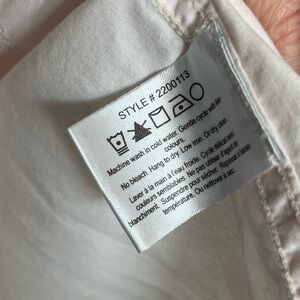 STYLE # 2200113
Machine wash in cold water. Gentle cycle with like
colours.
No bleach. Hang to dry. Low iron. Or dry clean.
Laver à la main à l'eau froide. Cycle délicat avec
couleurs semblables. Ne pas utiliser d'agent de
blanchiment. Suspendre pour sécher. Repasser à basse
température. Ou nettoyer à sec.